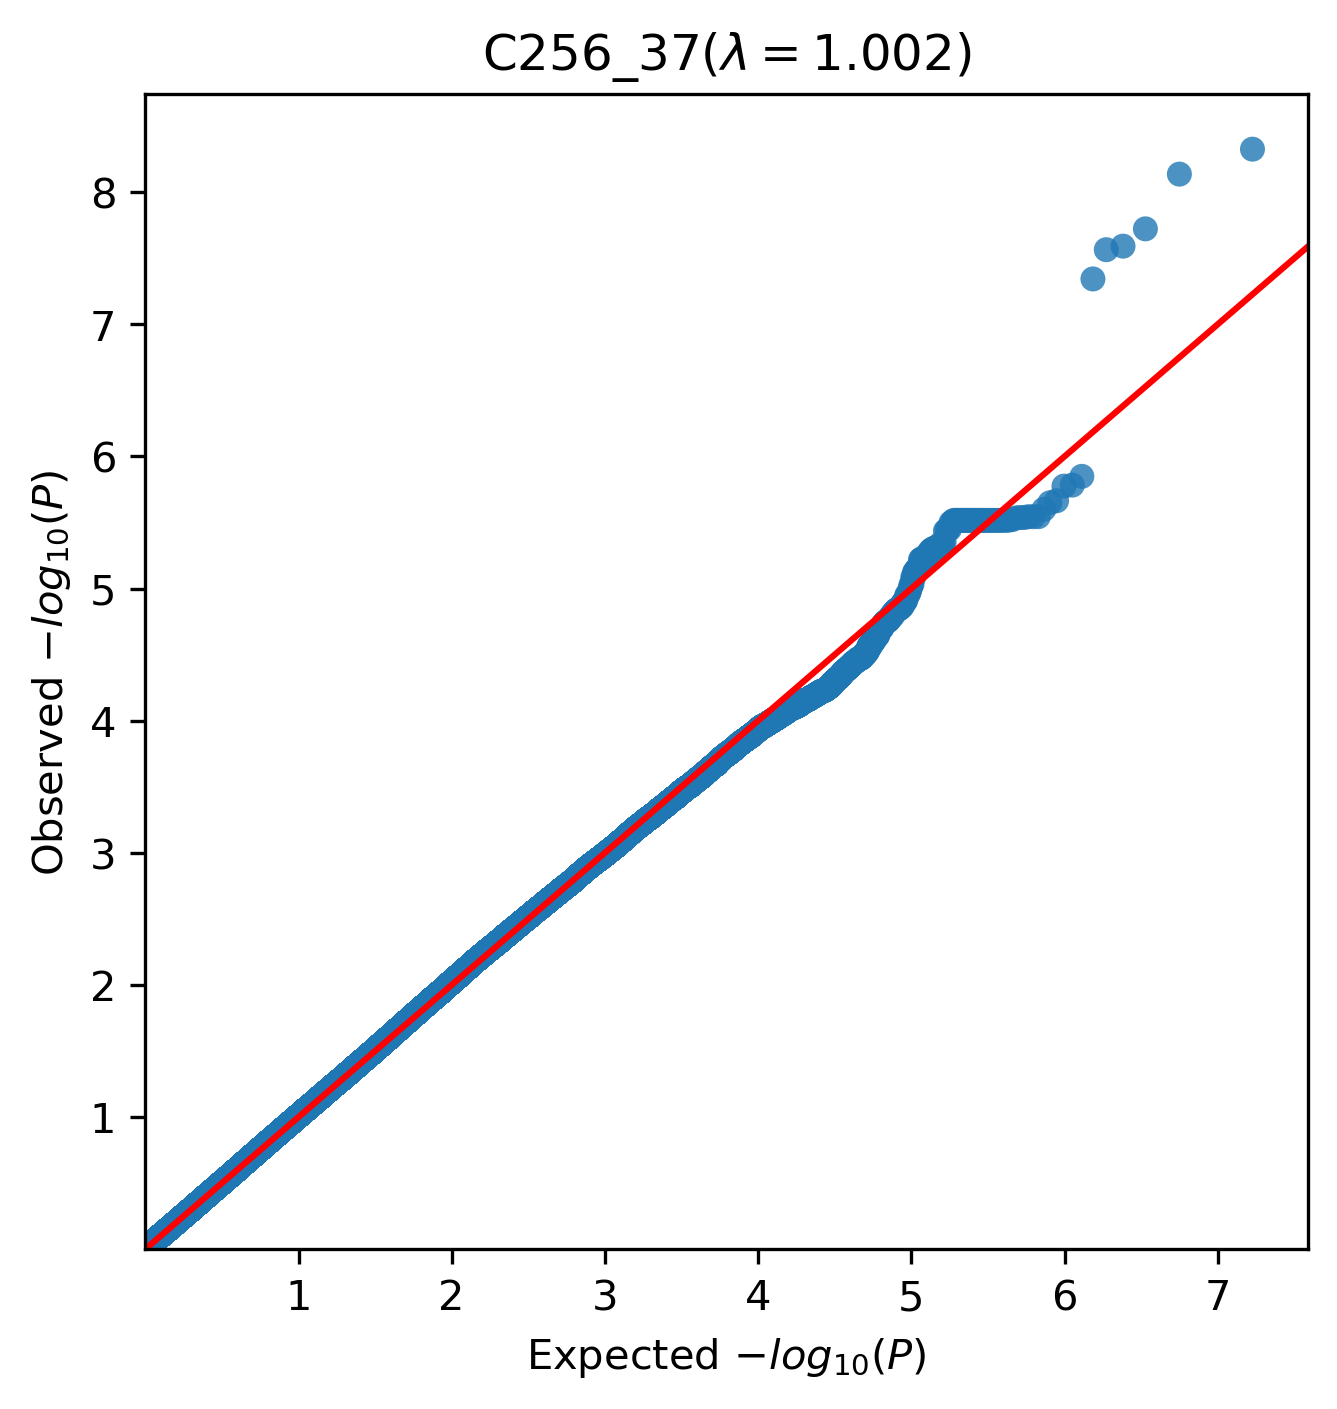 C256_37(λ = 1.002)
8
7
6
5
4
3
2
1
Observed −log₁₀(P)
1 2 3 4 5 6 7
Expected −log₁₀(P)